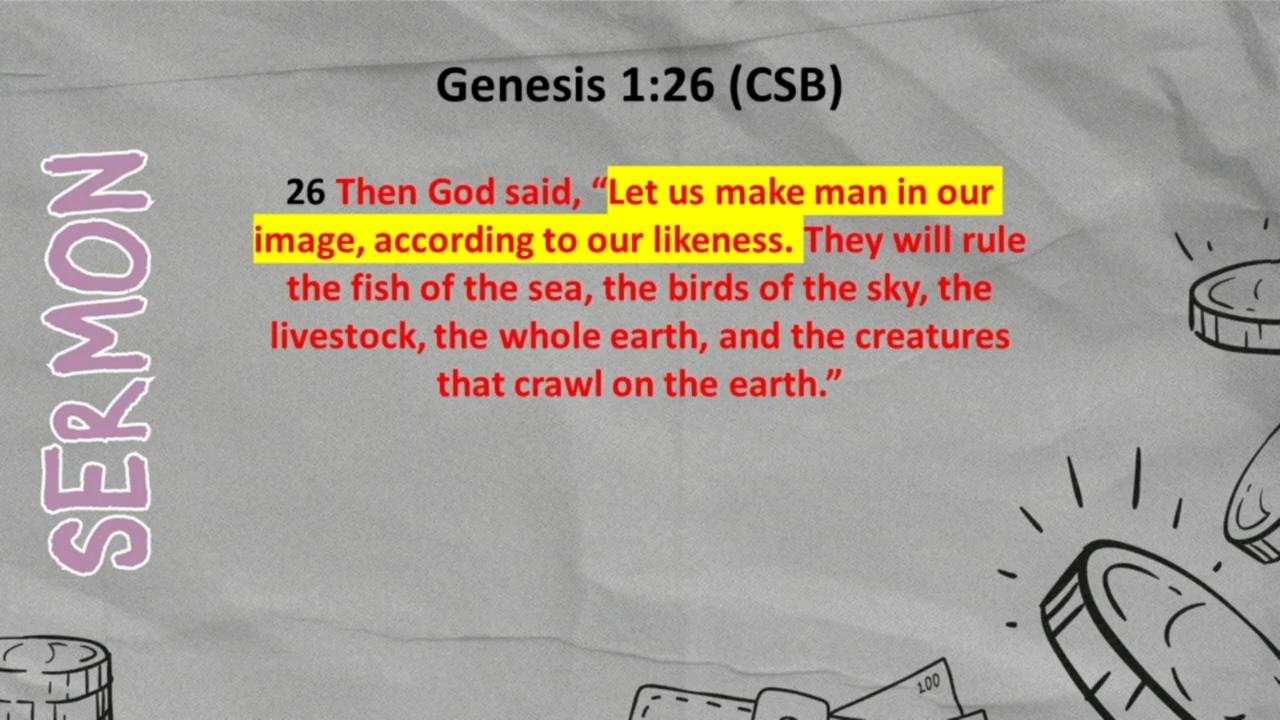 Genesis 1:26 (CSB)
SERMON
26 Then God said, “Let us make man in our
image, according to our likeness. They will rule
the fish of the sea, the birds of the sky, the
livestock, the whole earth, and the creatures
that crawl on the earth.”
100